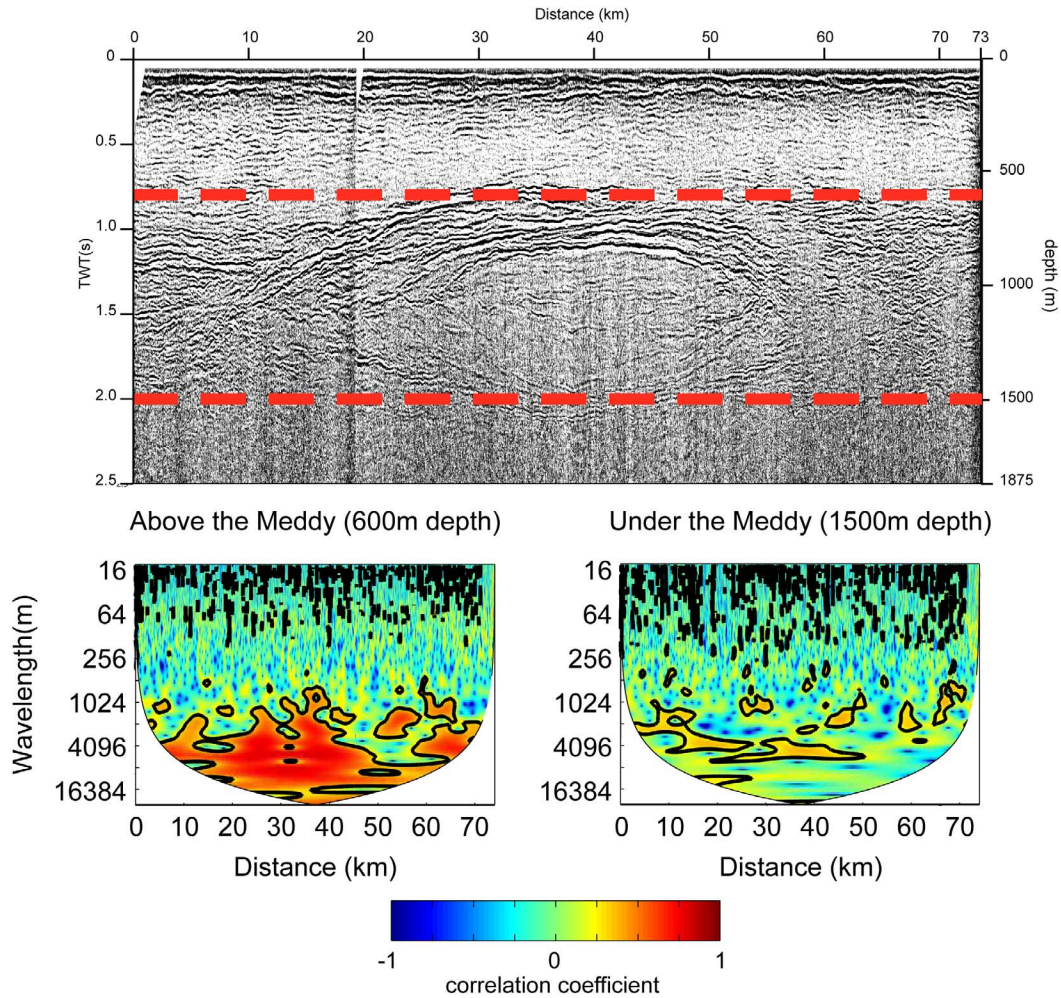 Distance (km)
0 10 20 30 40 50 60 70 73
0 0
0.5
500
TWT(s) 1.0
depth (m)
1000
1.5
2.0 1500
2.5 1875
Above the Meddy (600m depth) Under the Meddy (1500m depth)
Wavelength(m)
16 16
64 64
256 256
1024 1024
4096 4096
16384 16384
0 10 20 30 40 50 60 70 0 10 20 30 40 50 60 70
Distance (km) Distance (km)
-1 0 1
correlation coefficient